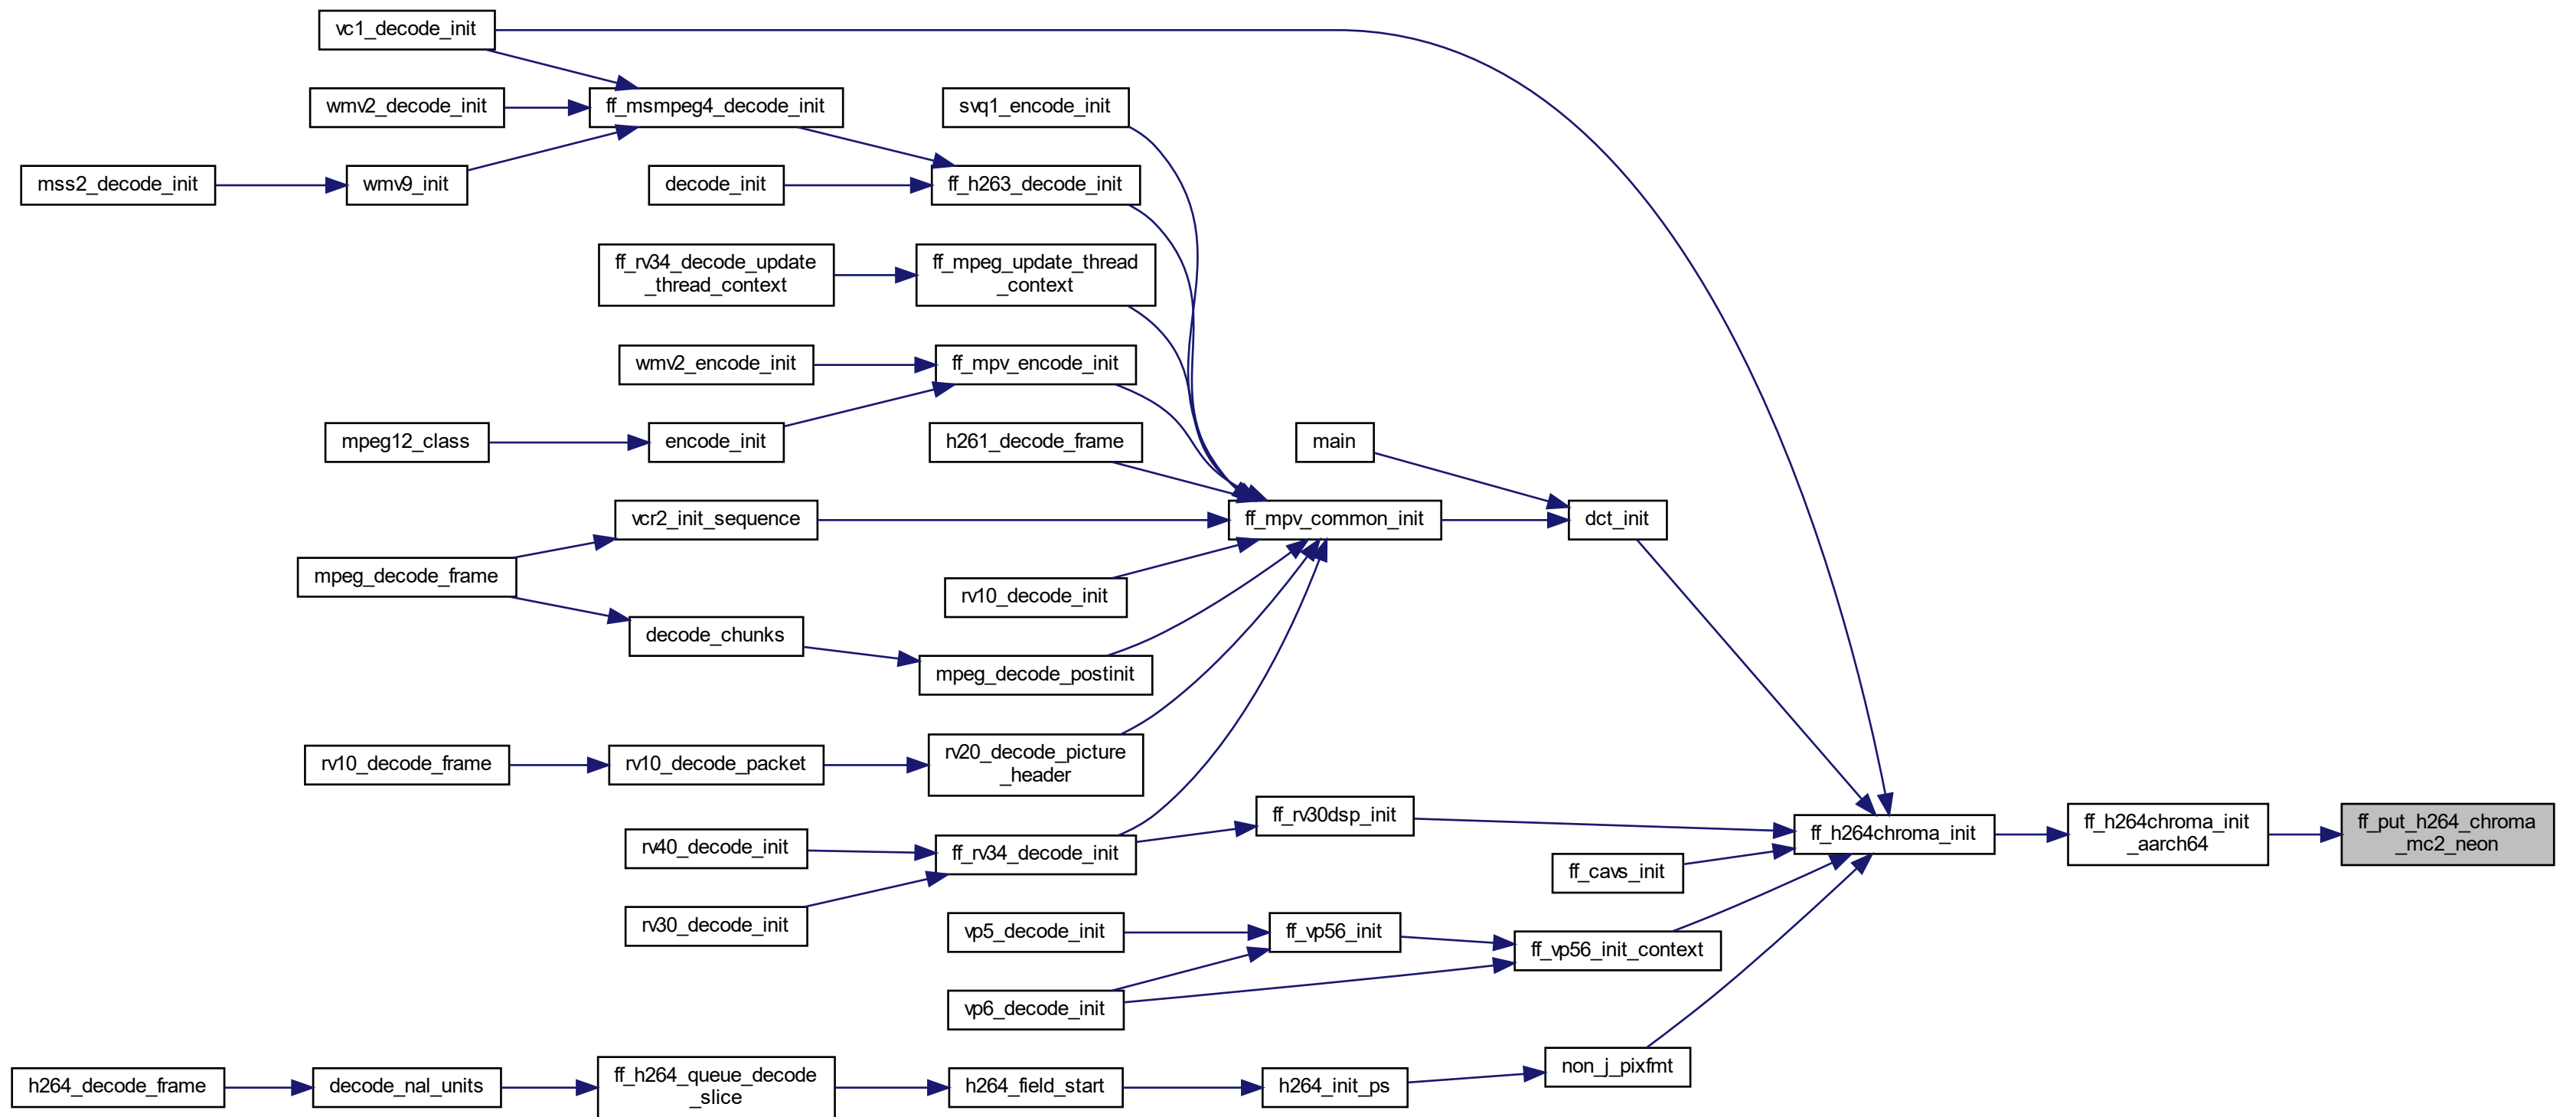 vc1_decode_init
wmv2_decode_init
ff_msmpeg4_decode_init
svq1_encode_init
mss2_decode_init
wmv9_init
decode_init
ff_h263_decode_init
ff_rv34_decode_update
_thread_context
ff_mpeg_update_thread
_context
wmv2_encode_init
ff_mpv_encode_init
mpeg12_class
encode_init
h261_decode_frame
main
vcr2_init_sequence
ff_mpv_common_init
dct_init
mpeg_decode_frame
rv10_decode_init
decode_chunks
mpeg_decode_postinit
rv10_decode_frame
rv10_decode_packet
rv20_decode_picture
_header
rv40_decode_init
ff_rv34_decode_init
ff_rv30dsp_init
ff_h264chroma_init
ff_h264chroma_init
_aarch64
ff_put_h264_chroma
_mc2_neon
ff_cavs_init
rv30_decode_init
vp5_decode_init
ff_vp56_init
ff_vp56_init_context
vp6_decode_init
non_j_pixfmt
h264_decode_frame
decode_nal_units
ff_h264_queue_decode
_slice
h264_field_start
h264_init_ps